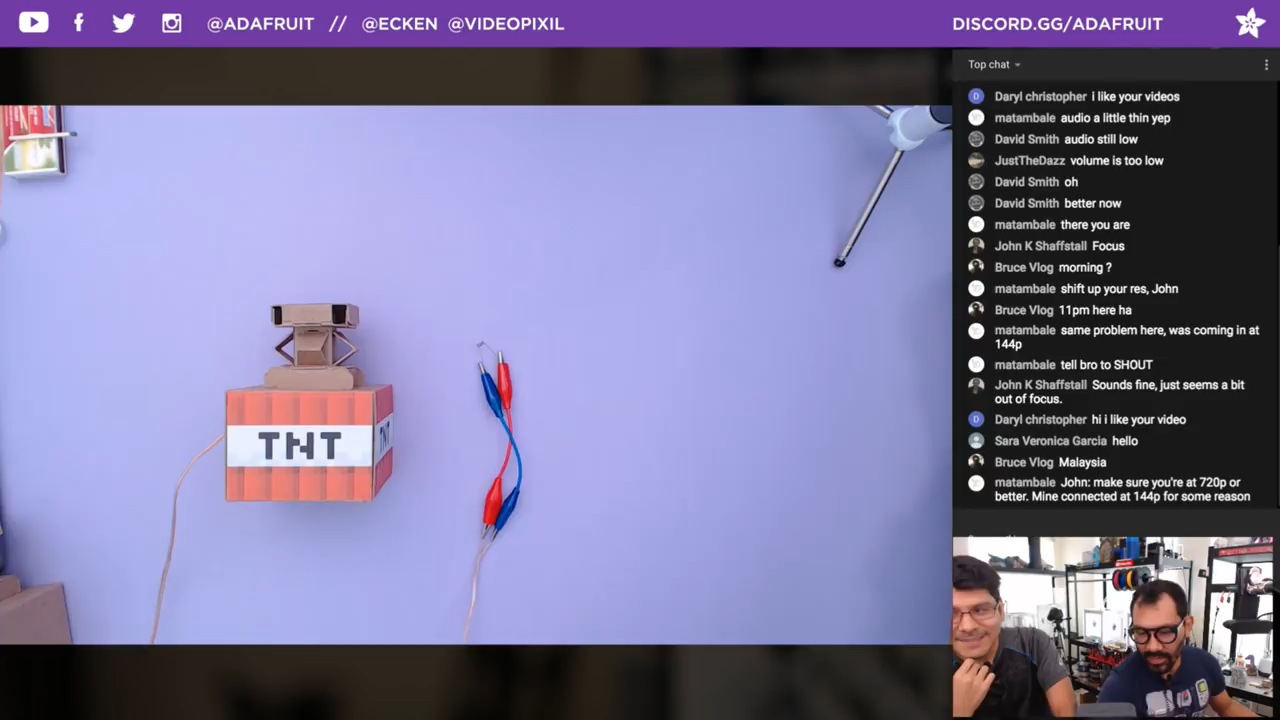 @ADAFRUIT // @ECKEN @VIDEOPIXIL
DISCORD.GG/ADAFRUIT
Top chat
Daryl christopher i like your videos
matambale audio a little thin yep
David Smith audio still low
JustTheDazz volume is too low
David Smith oh
David Smith better now
matambale there you are
John K Shaffstall Focus
Bruce Vlog morning ?
matambale shift up your res, John
Bruce Vlog 11pm here ha
matambale same problem here, was coming in at
144p
matambale tell bro to SHOUT
John K Shaffstall Sounds fine, just seems a bit
out of focus.
Daryl christopher hi i like your video
Sara Veronica Garcia hello
Bruce Vlog Malaysia
matambale John: make sure you're at 720p or
better. Mine connected at 144p for some reason
TNT
TNT